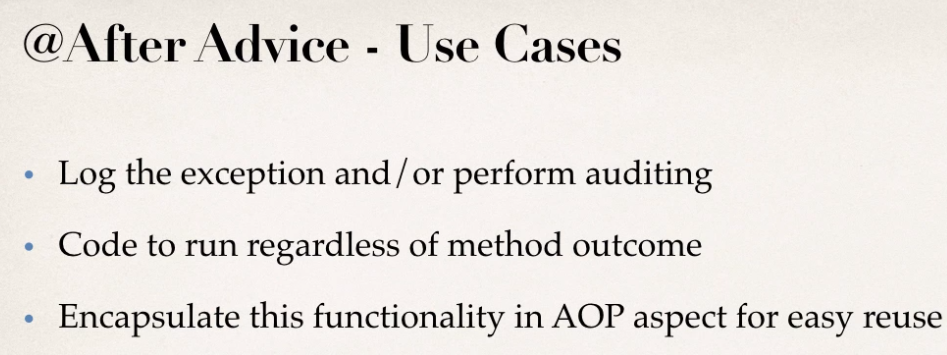 @After Advice - Use Cases
• Log the exception and/or perform auditing
• Code to run regardless of method outcome
• Encapsulate this functionality in AOP aspect for easy reuse